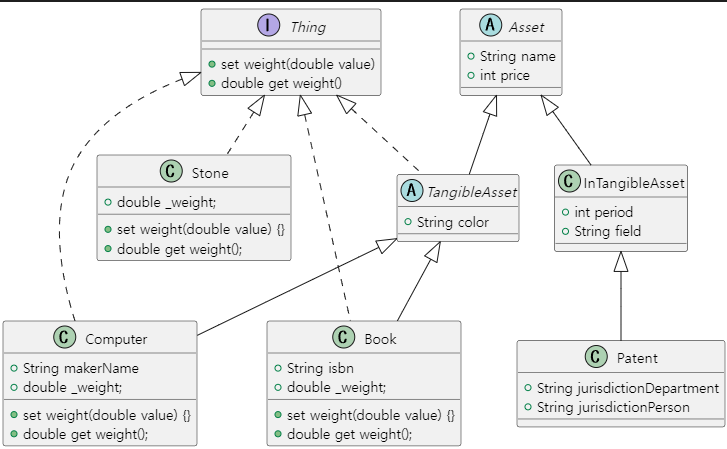 I Thing
set weight(double value)
double get weight()
A Asset
String name
int price
C Stone
double _weight;
set weight(double value) {}
double get weight();
A TangibleAsset
String color
C InTangibleAsset
int period
String field
C Computer
String makerName
double _weight;
set weight(double value) {}
double get weight();
C Book
String isbn
double _weight;
set weight(double value) {}
double get weight();
C Patent
String jurisdictionDepartment
String jurisdictionPerson